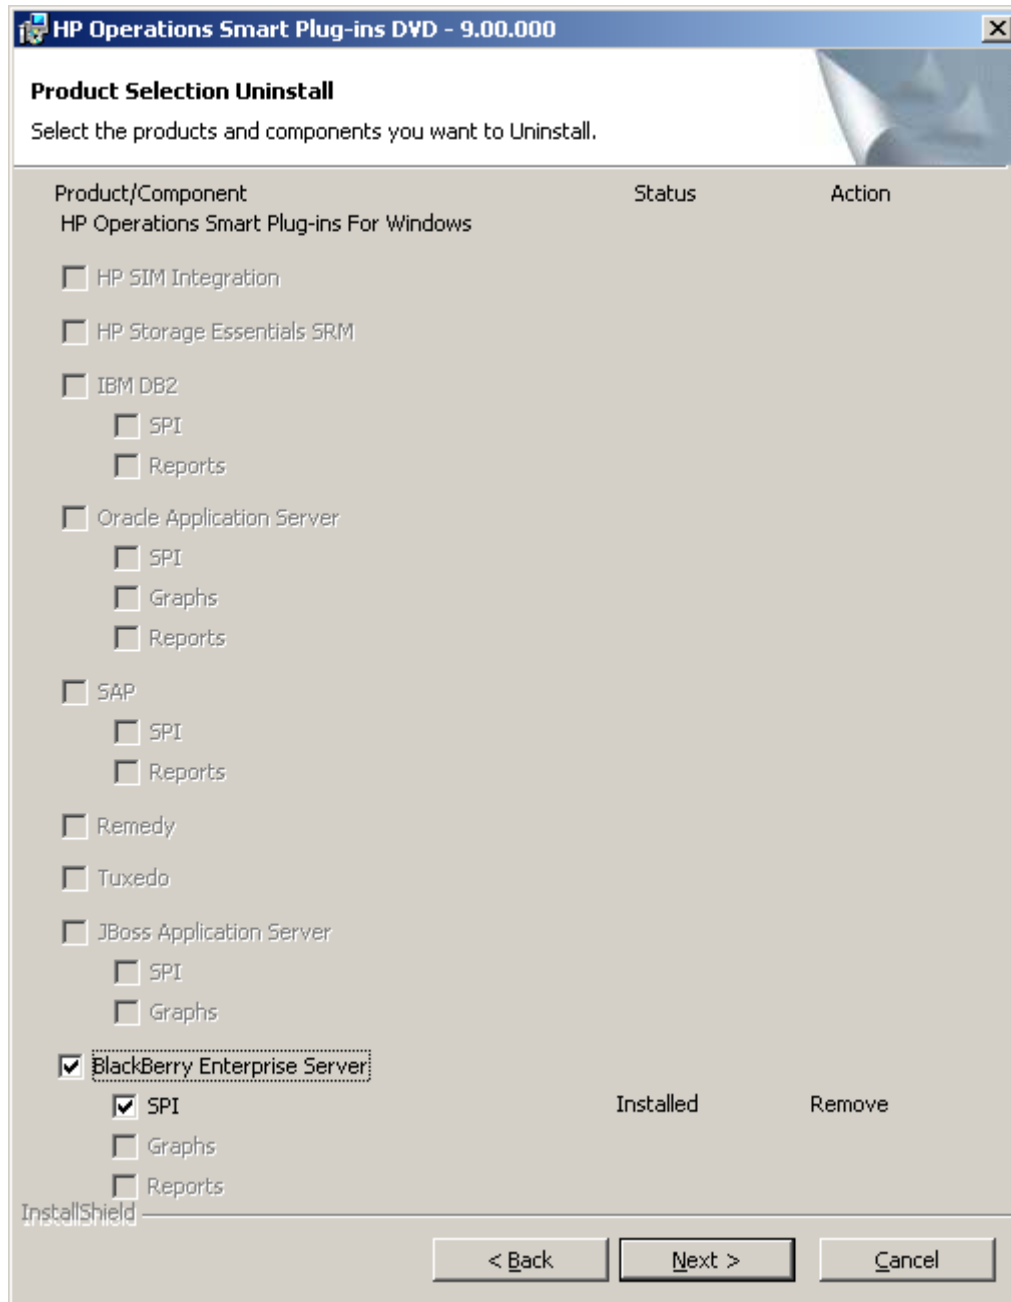 HP Operations Smart Plug-ins DVD - 9.00.000
Product Selection Uninstall
Select the products and components you want to Uninstall.
Product/Component Status Action
HP Operations Smart Plug-ins For Windows
HP SIM Integration
HP Storage Essentials SRM
IBM DB2
SPI
Reports
Oracle Application Server
SPI
Graphs
Reports
SAP
SPI
Reports
Remedy
Tuxedo
JBoss Application Server
SPI
Graphs
BlackBerry Enterprise Server
SPI Installed Remove
Graphs
Reports
InstallShield
< Back Next > Cancel